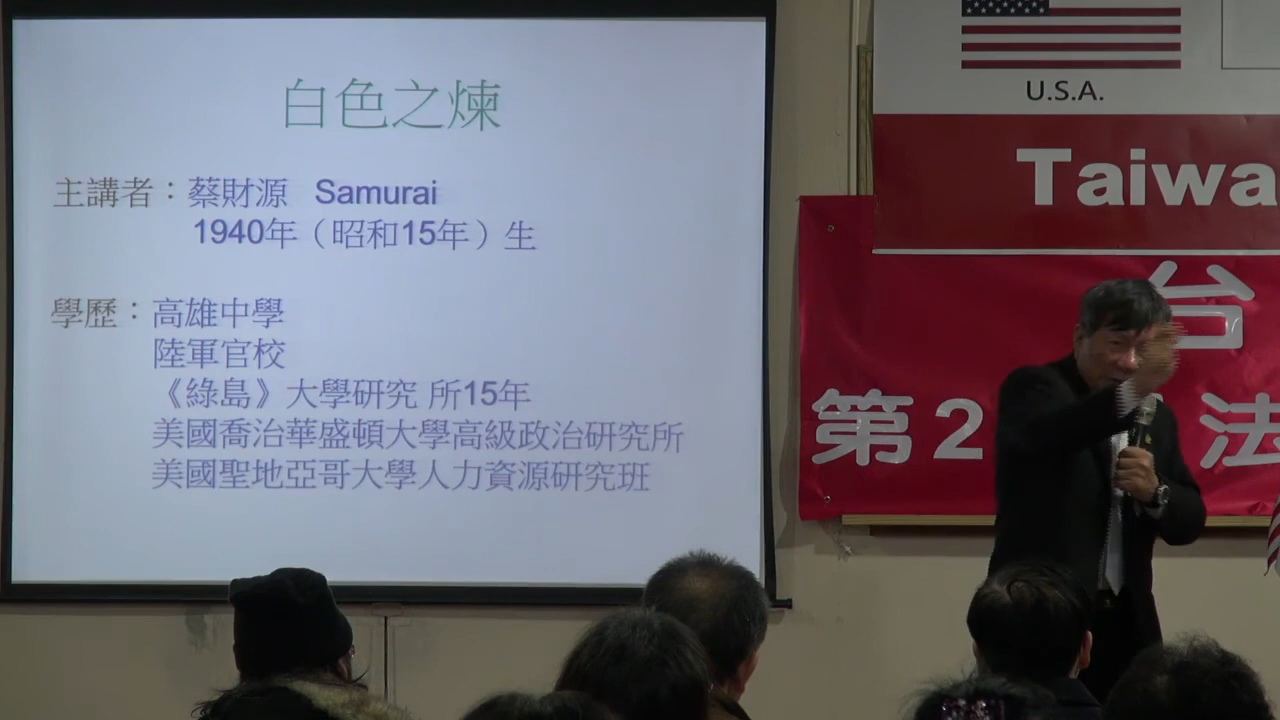 白色之煉
主講者：蔡財源 Samurai
1940年（昭和15年）生
學歷：高雄中學
陸軍官校
《綠島》大學研究 所15年
美國喬治華盛頓大學高級政治研究所
美國聖地亞哥大學人力資源研究班
U.S.A.
Taiwa
台
第2 法